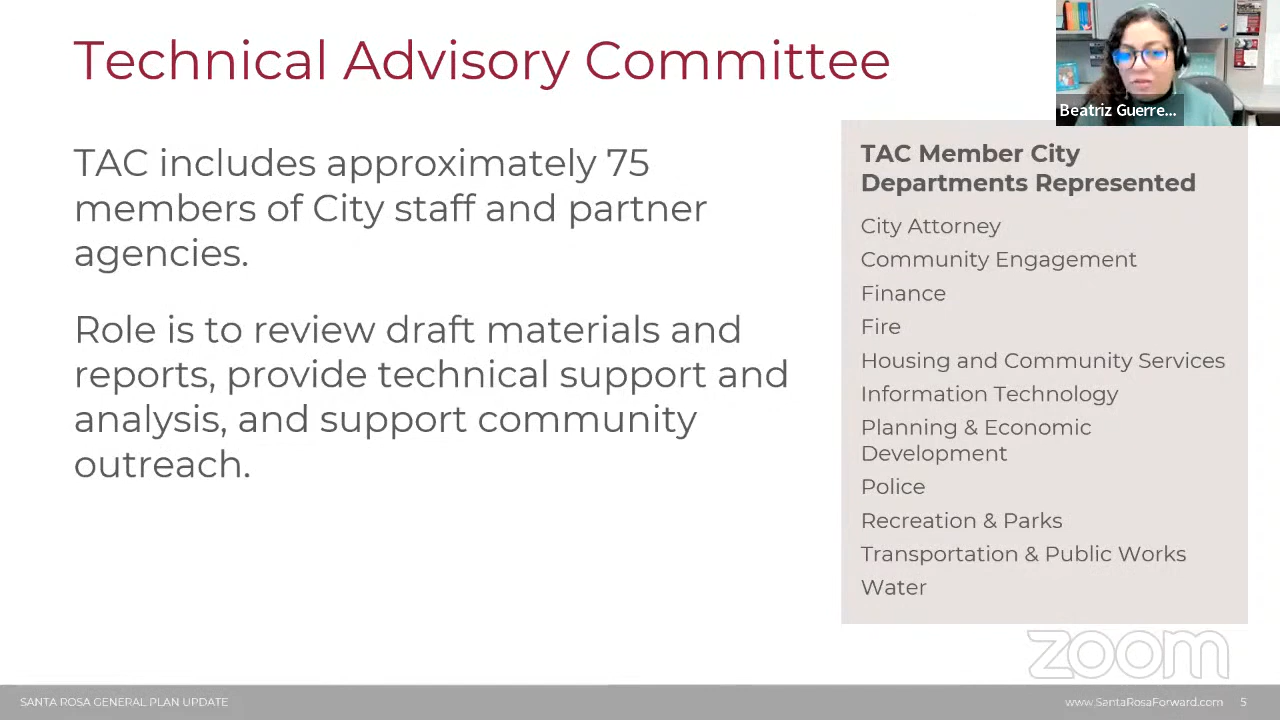 Technical Advisory Committee
Beatriz Guerre...
TAC includes approximately 75
members of City staff and partner
agencies.
Role is to review draft materials and
reports, provide technical support and
analysis, and support community
outreach.
TAC Member City
Departments Represented
City Attorney
Community Engagement
Finance
Fire
Housing and Community Services
Information Technology
Planning & Economic
Development
Police
Recreation & Parks
Transportation & Public Works
Water
zoom
SANTA ROSA GENERAL PLAN UPDATE
www.SantaRosaForward.com 5